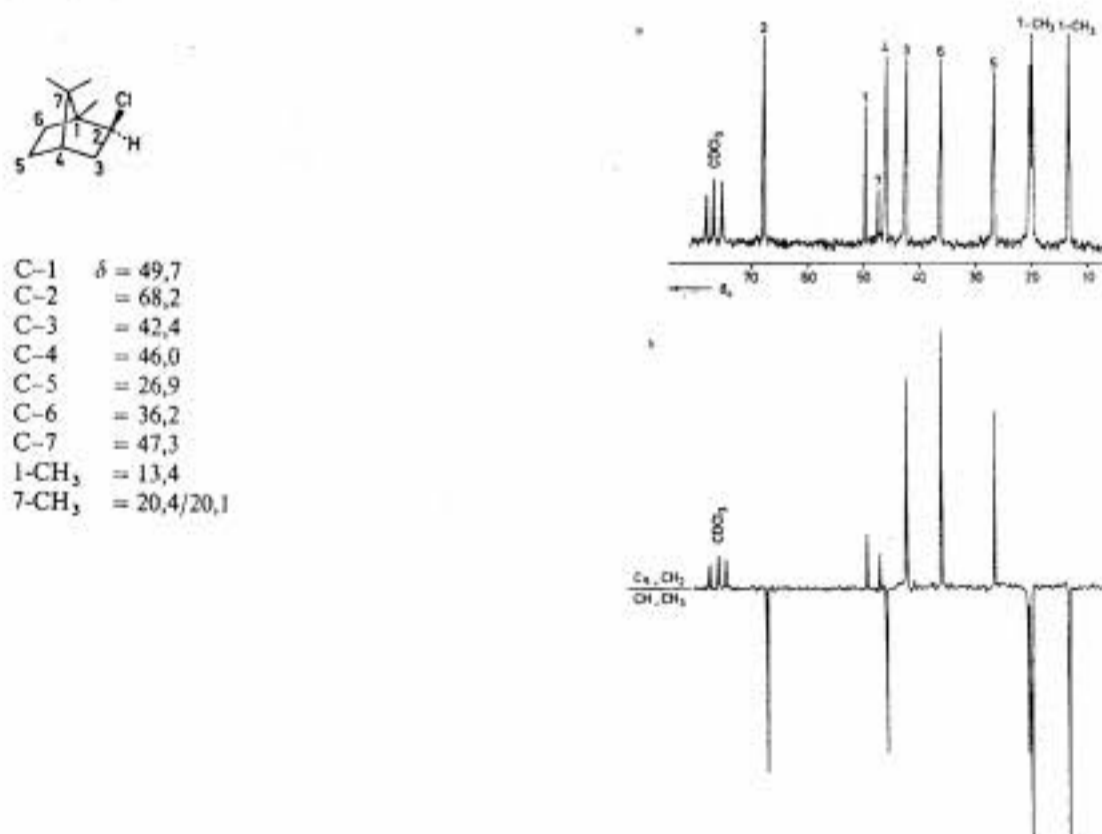 7
Cl
6
1
2
H
5
4
3
C-1 δ = 49,7
C-2 = 68,2
C-3 = 42,4
C-4 = 46,0
C-5 = 26,9
C-6 = 36,2
C-7 = 47,3
1-CH₃ = 13,4
7-CH₃ = 20,4/20,1
a
2
1
7
4
3
6
5
7-CH₃ 1-CH₃
CDCl₃
70 60 50 40 30 20 10
b
CDCl₃
CH₂
CH, CH₃